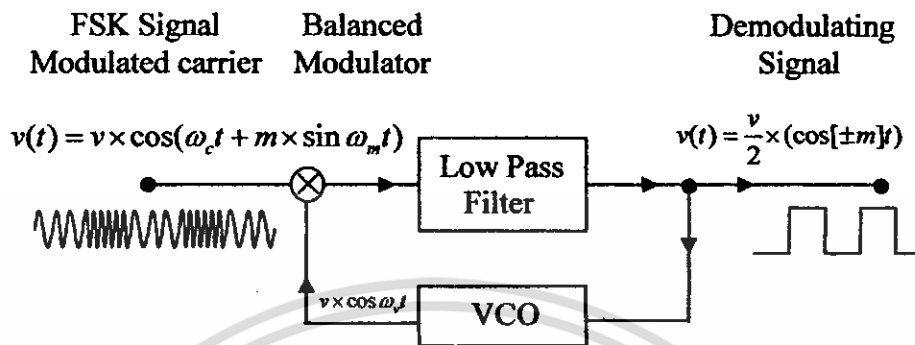 FSK Signal
Modulated carrier
Balanced
Modulator
Demodulating
Signal
v(t) = v × cos(ω_c t + m × sin ω_m t)
v(t) = v/2 × (cos[±m]t)
Low Pass
Filter
v × cos ω_v t
VCO